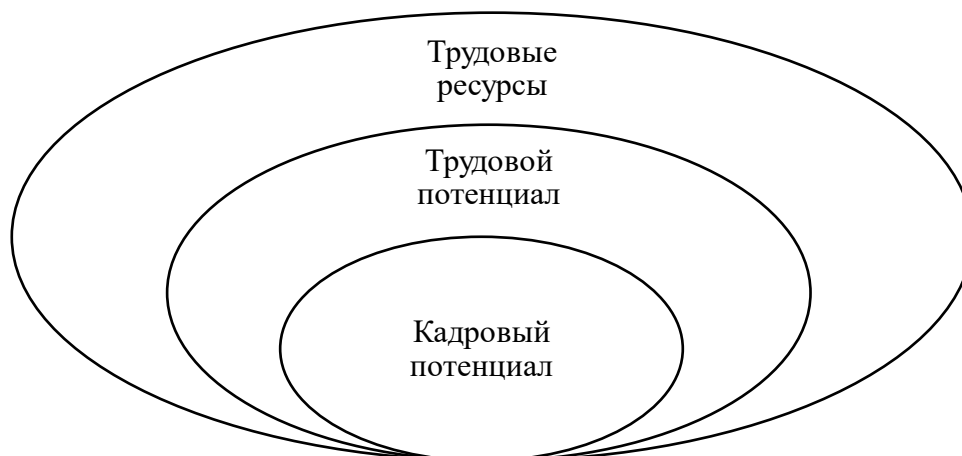 Трудовые
ресурсы
Трудовой
потенциал
Кадровый
потенциал